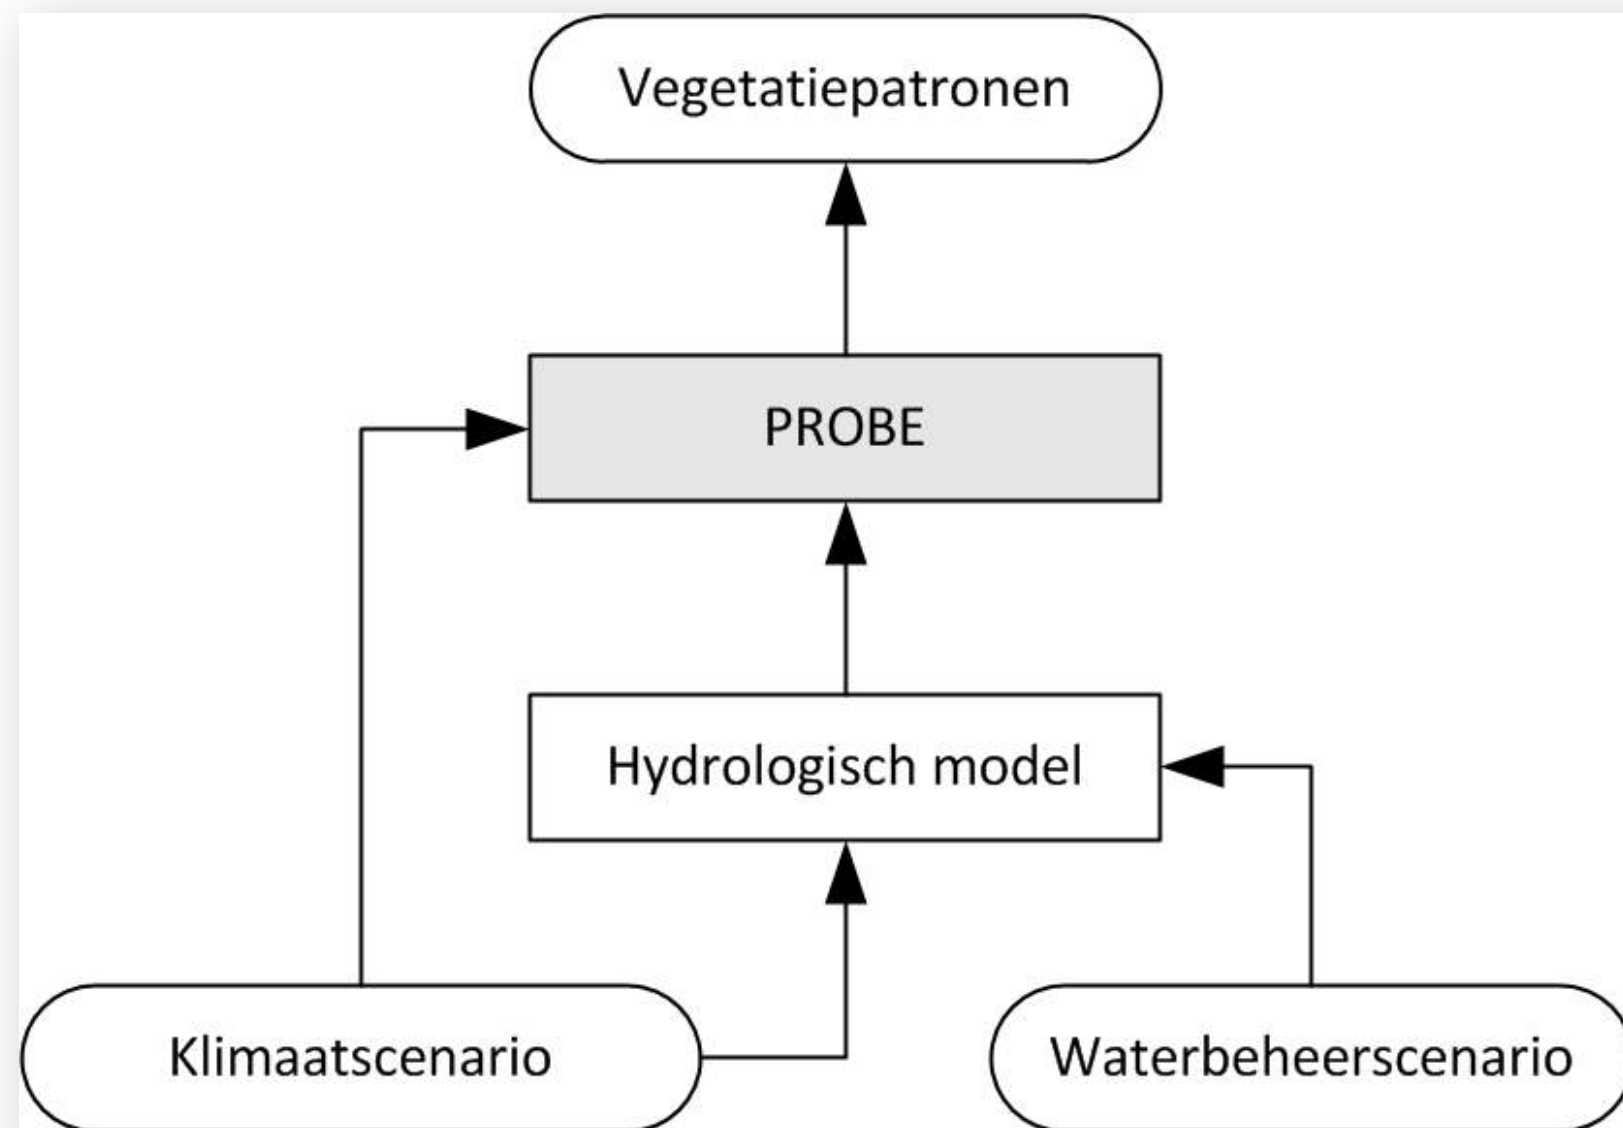 Vegetatiepatronen
PROBE
Hydrologisch model
Klimaatscenario
Waterbeheerscenario